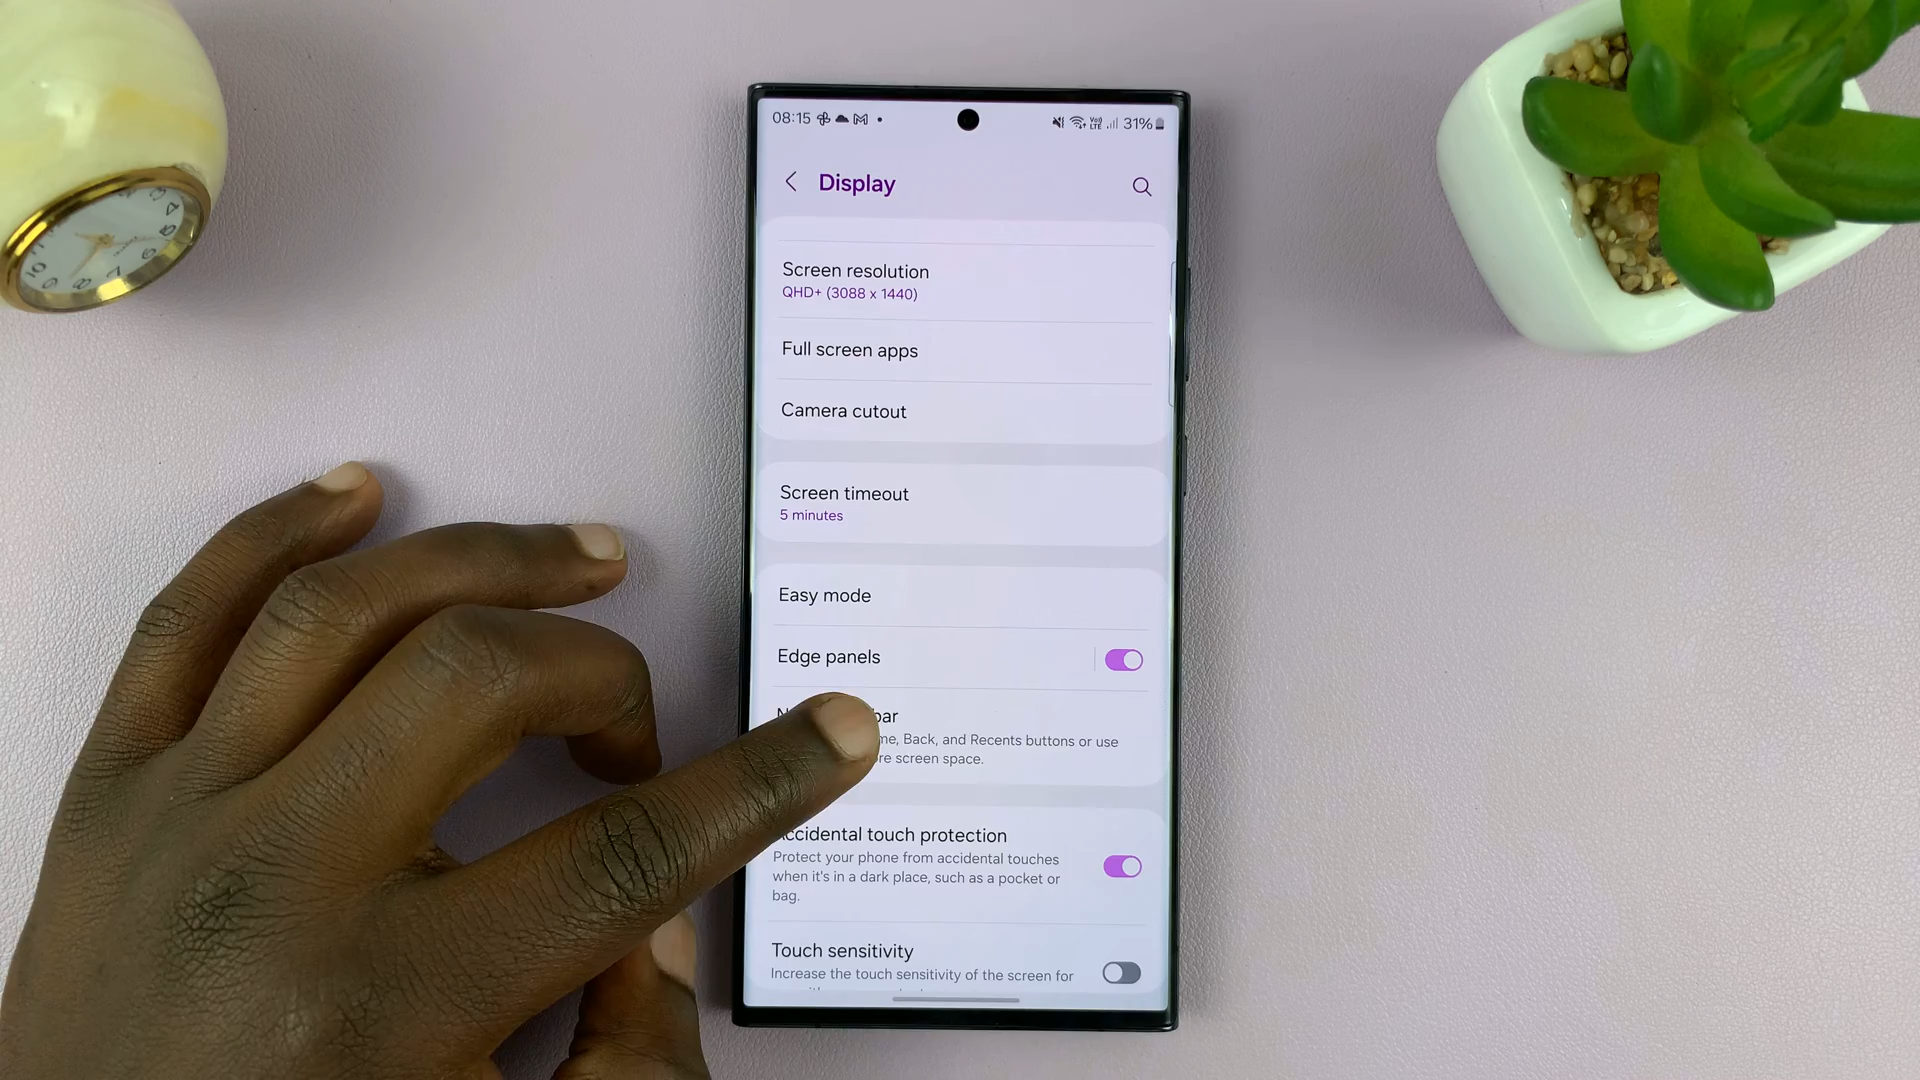 08:15 31%
Display
Screen resolution
QHD+ (3088 x 1440)
Full screen apps
Camera cutout
Screen timeout
5 minutes
Easy mode
Edge panels
bar
Back, and Recents buttons or use
screen space.
Accidental touch protection
Protect your phone from accidental touches
when it's in a dark place, such as a pocket or
bag.
Touch sensitivity
Increase the touch sensitivity of the screen for